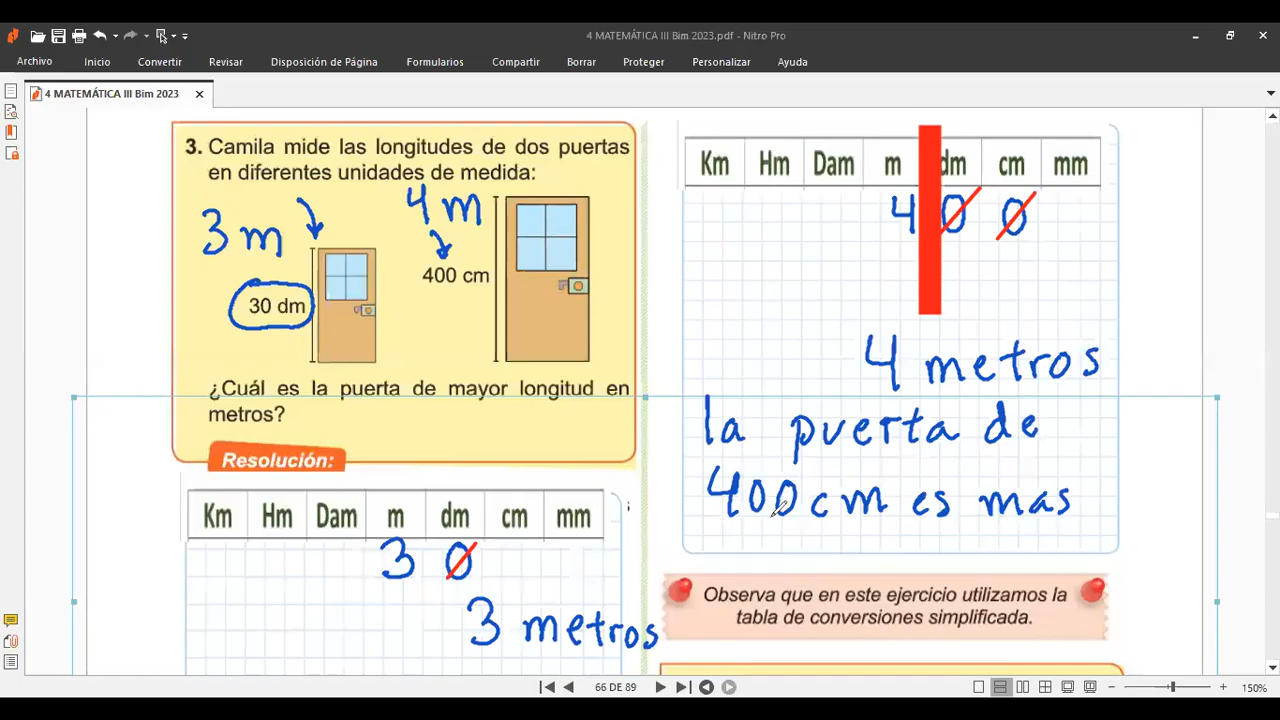 4 MATEMÁTICA III Bim 2023.pdf - Nitro Pro
Archivo Inicio Convertir Revisar Disposición de Página Formularios Compartir Borrar Proteger Personalizar Ayuda
4 MATEMÁTICA III Bim 2023
3. Camila mide las longitudes de dos puertas
en diferentes unidades de medida:
3 m
4 m
400 cm
30 dm
¿Cuál es la puerta de mayor longitud en
metros?
Resolución:
Km Hm Dam m dm cm mm
3 0
3 metros
Km Hm Dam m dm cm mm
4 0 0
4 metros
la puerta de
400 cm es mas
Observa que en este ejercicio utilizamos la
tabla de conversiones simplificada.
66 DE 89
150%